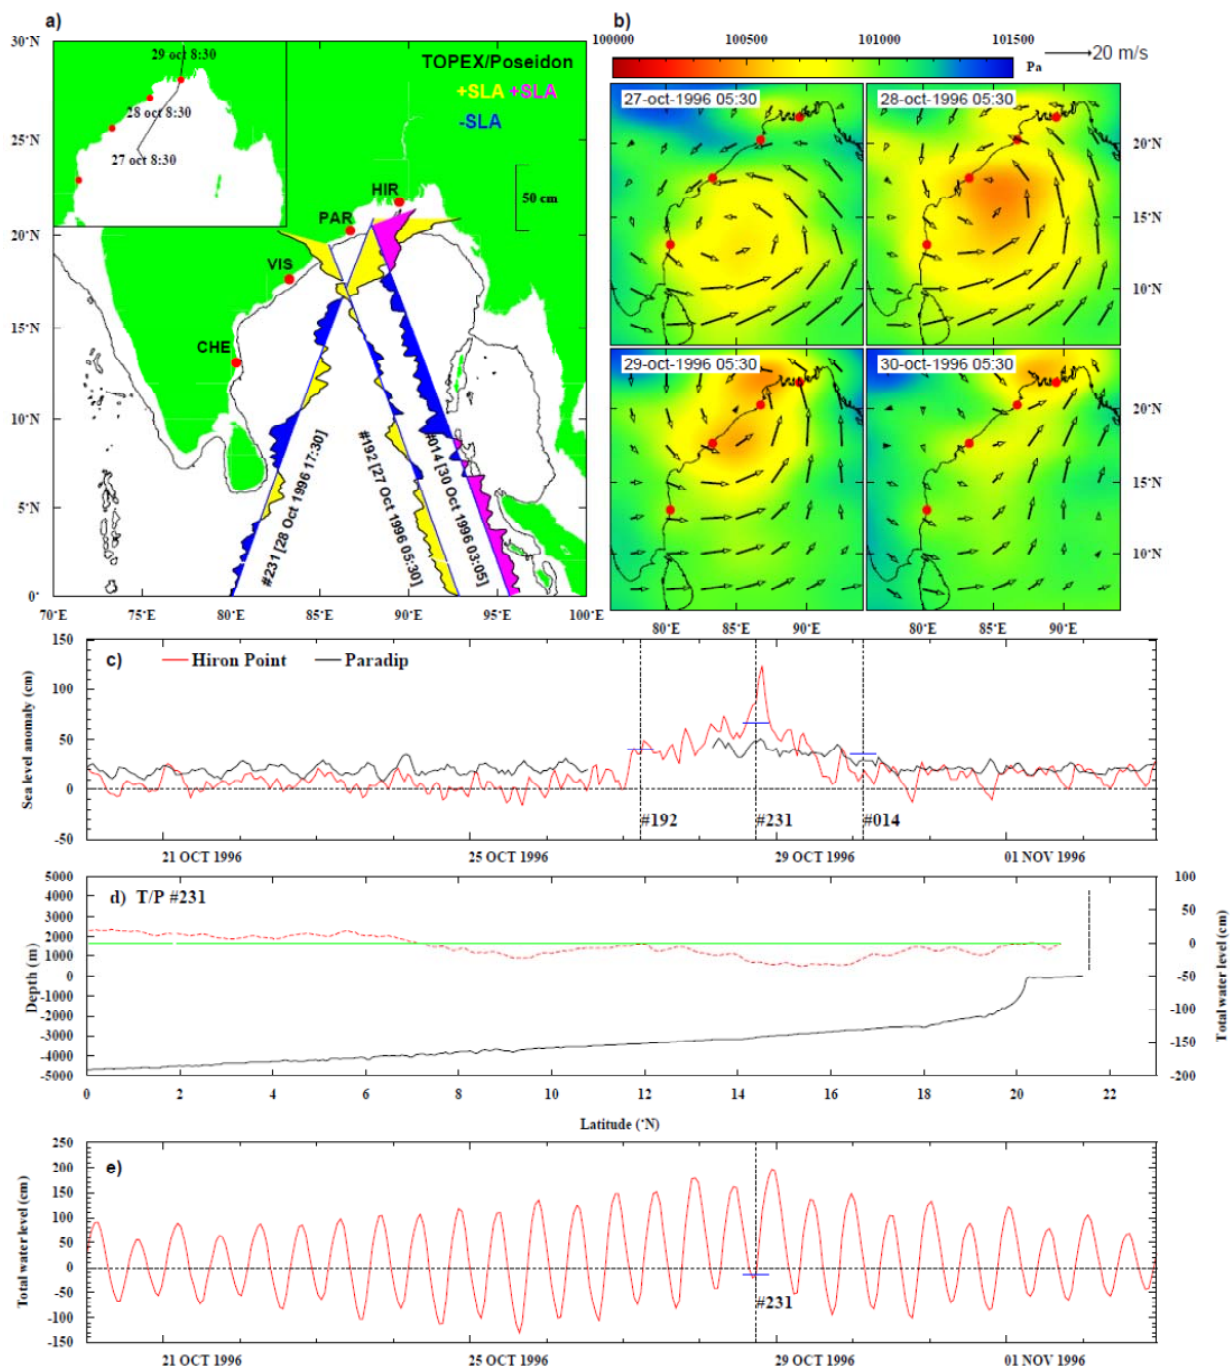 a)
30°N
25°N
20°N
15°N
10°N
5°N
0°
70°E
75°E
80°E
85°E
90°E
95°E
100°E
29 oct 8:30
28 oct 8:30
27 oct 8:30
TOPEX/Poseidon
+SLA +SLA
-SLA
50 cm
HIR
PAR
VIS
CHE
#231 [28 Oct 1996 17:30]
#192 [27 Oct 1996 05:30]
#014 [30 Oct 1996 03:05]
b)
100000 100500 101000 101500
Pa
20 m/s
27-oct-1996 05:30
28-oct-1996 05:30
20°N
15°N
10°N
29-oct-1996 05:30
30-oct-1996 05:30
20°N
15°N
10°N
80°E 85°E 90°E
80°E 85°E 90°E
c)
Hiron Point
Paradip
Sea level anomaly (cm)
150
100
50
0
-50
#192
#231
#014
21 OCT 1996
25 OCT 1996
29 OCT 1996
01 NOV 1996
d) T/P #231
Depth (m)
5000
4000
3000
2000
1000
0
-1000
-2000
-3000
-4000
-5000
100
50
0
-50
-100
-150
-200
Total water level (cm)
0 2 4 6 8 10 12 14 16 18 20 22
Latitude (°N)
e)
Total water level (cm)
250
200
150
100
50
0
-50
-100
-150
#231
21 OCT 1996
25 OCT 1996
29 OCT 1996
01 NOV 1996